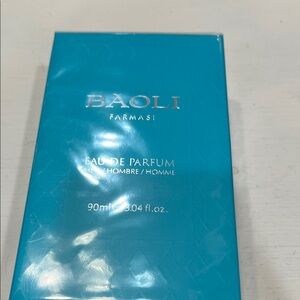 BAOLI
FARMASI
EAU DE PARFUM
/ HOMBRE / HOMME
90ml 3.04 fl.oz.